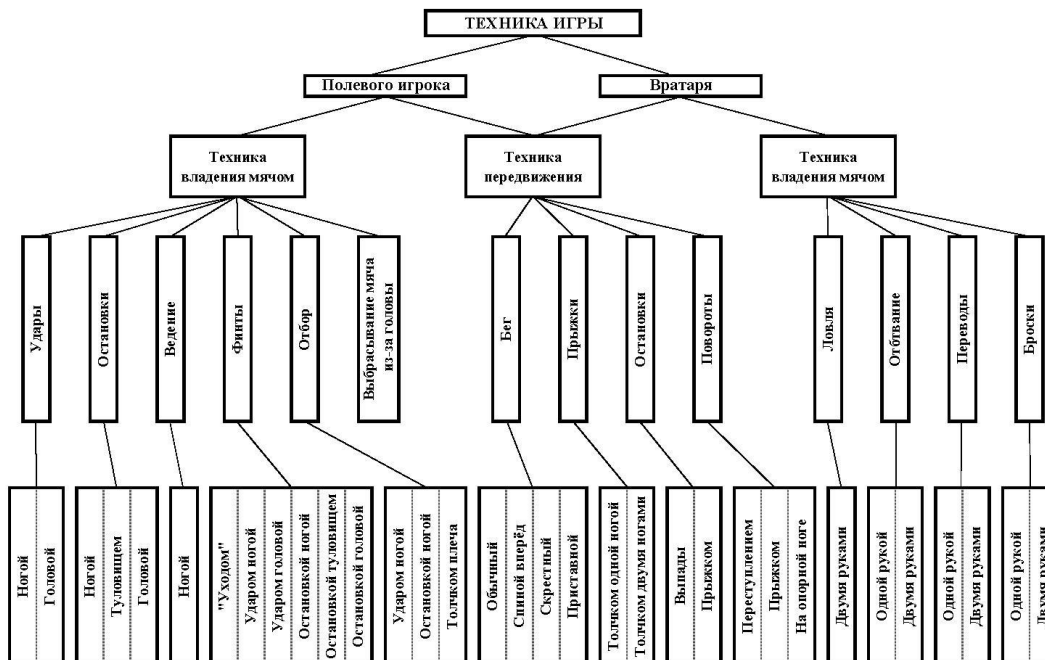 ТЕХНИКА ИГРЫ
Полевого игрока
Вратаря
Техника
владения мячом
Техника
передвижения
Техника
владения мячом
Удары
Остановки
Ведение
Финты
Отбор
Выбрасывание мяча
из-за головы
Бег
Прыжки
Остановки
Повороты
Ловля
Отбтвание
Переводы
Броски
Ногой
Головой
Ногой
Туловищем
Головой
Ногой
"Уходом"
Ударом ногой
Ударом головой
Остановкой ногой
Остановкой туловищем
Остановкой головой
Ударом ногой
Остановкой ногой
Толчком плеча
Обычный
Спиной вперёд
Скрестный
Приставной
Толчком одной ногой
Толчком двумя ногами
Выпады
Прыжком
Переступлением
Прыжком
На опорной ноге
Двумя руками
Одной рукой
Двумя руками
Одной рукой
Двумя руками
Одной рукой
Двумя руками